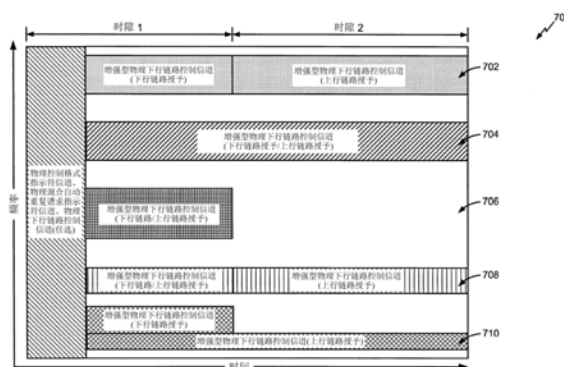 时隙 1
时隙 2
70
增强型物理下行链路控制信道
(下行链路授予)
增强型物理下行链路控制信道
(上行链路授予)
702
增强型物理下行链路控制信道
(下行链路授予/上行链路授予)
704
频率
物理控制格式
指示符信道、
物理混合自动
重复请求指示
符信道、物理
下行链路控制
信道(任选)
增强型物理下行链路控制信道
(下行链路/上行链路授予)
706
增强型物理下行链路控制信道
(下行链路/上行链路授予)
增强型物理下行链路控制信道
(上行链路授予)
708
增强型物理下行链路控制信道
(下行链路授予)
增强型物理下行链路控制信道(上行链路授予)
710
时间